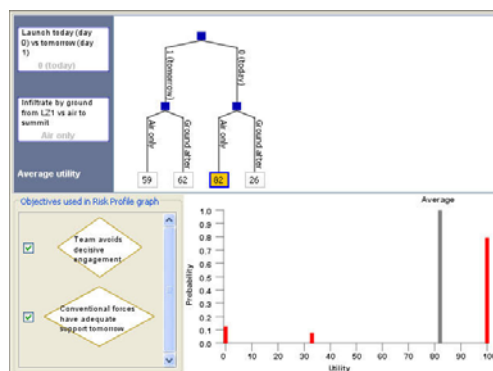 Launch today (day
0) vs tomorrow (day
1)
0 (today)
Infiltrate by ground
from LZ1 vs air to
summit
Air only
Average utility
1 (tomorrow)
0 (today)
Air only
Ground after
Air only
Ground after
59
62
82
26
Objectives used in Risk Profile graph
Team avoids
decisive
engagement
Conventional forces
have adequate
support tomorrow
Average
Probability
1.0
0.9
0.8
0.7
0.6
0.5
0.4
0.3
0.2
0.1
0.0
0 10 20 30 40 50 60 70 80 90 100
Utility